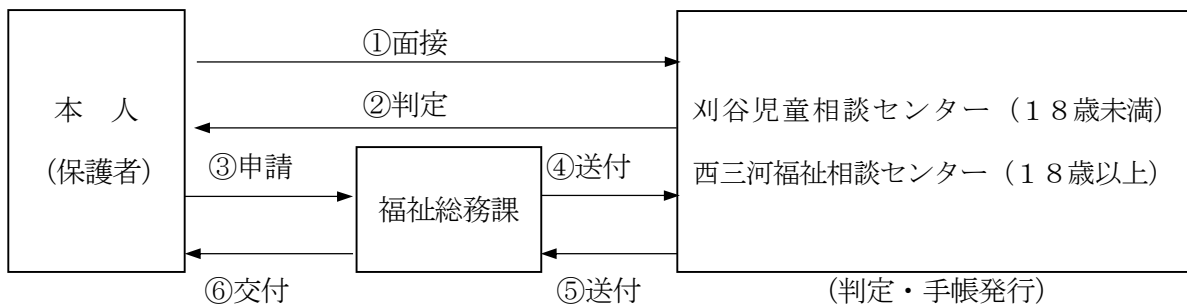 ①面接
本　人
(保護者)
②判定
刈谷児童相談センター（１８歳未満）
西三河福祉相談センター（１８歳以上）
③申請
福祉総務課
④送付
⑥交付
⑤送付
(判定・手帳発行)